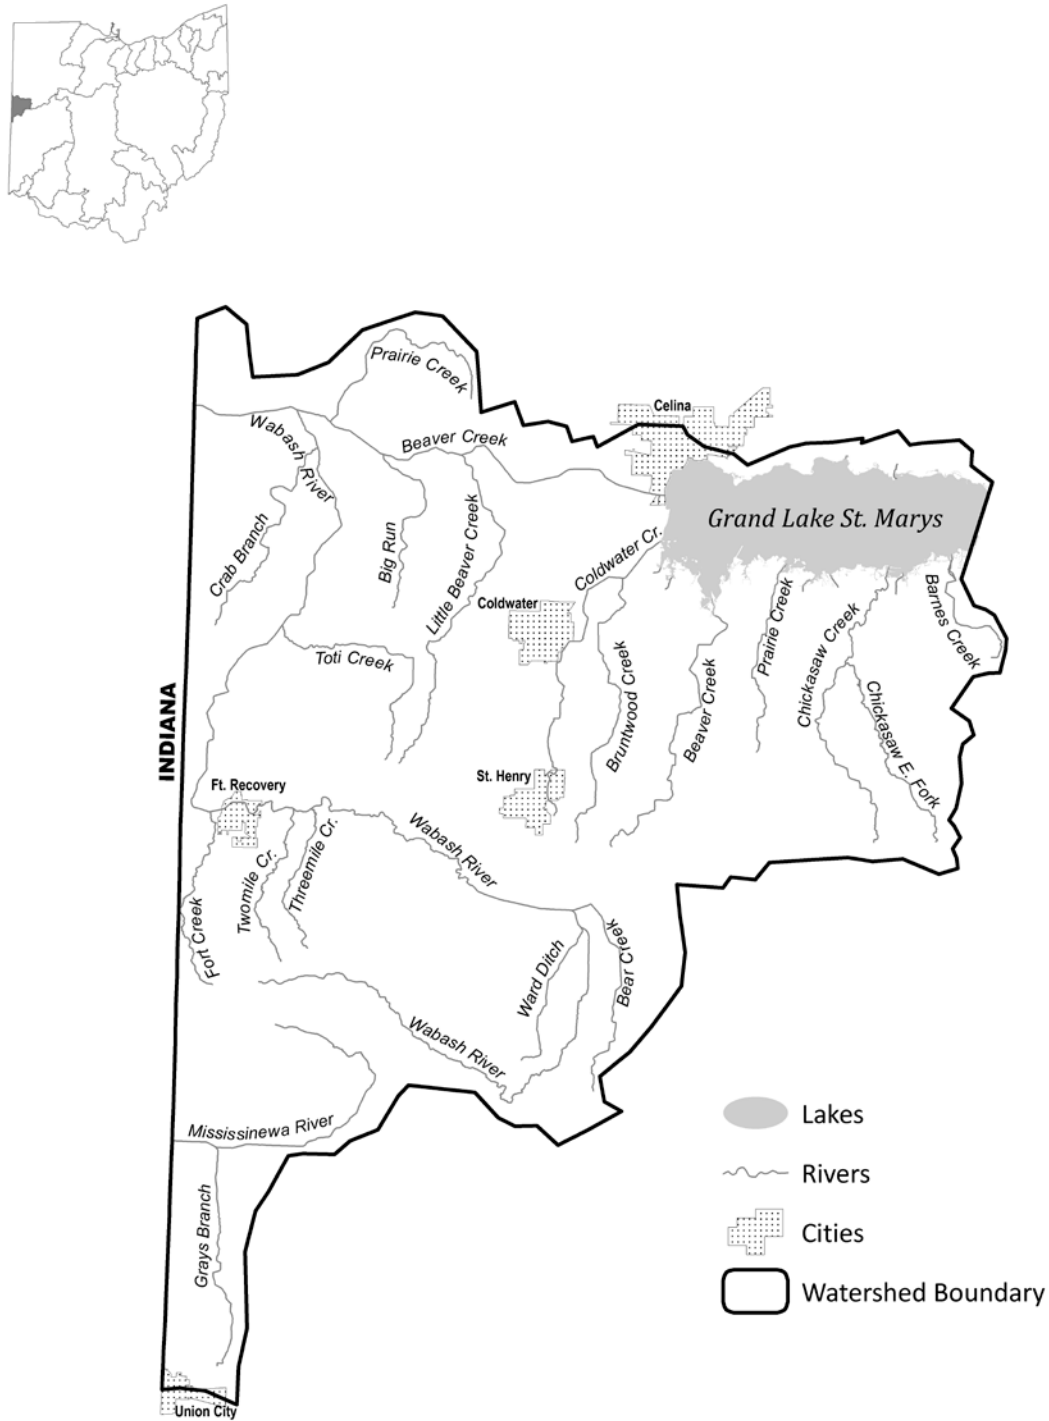 Prairie Creek
Celina
Wabash River
Beaver Creek
Grand Lake St. Marys
Crab Branch
Big Run
Little Beaver Creek
Coldwater Cr.
Coldwater
Prairie Creek
Chickasaw Creek
Barnes Creek
Toti Creek
Bruntwood Creek
Beaver Creek
Chickasaw E. Fork
INDIANA
Ft. Recovery
St. Henry
Wabash River
Twomile Cr.
Threemile Cr.
Fort Creek
Ward Ditch
Bear Creek
Wabash River
Mississinewa River
Grays Branch
Union City
Lakes
Rivers
Cities
Watershed Boundary